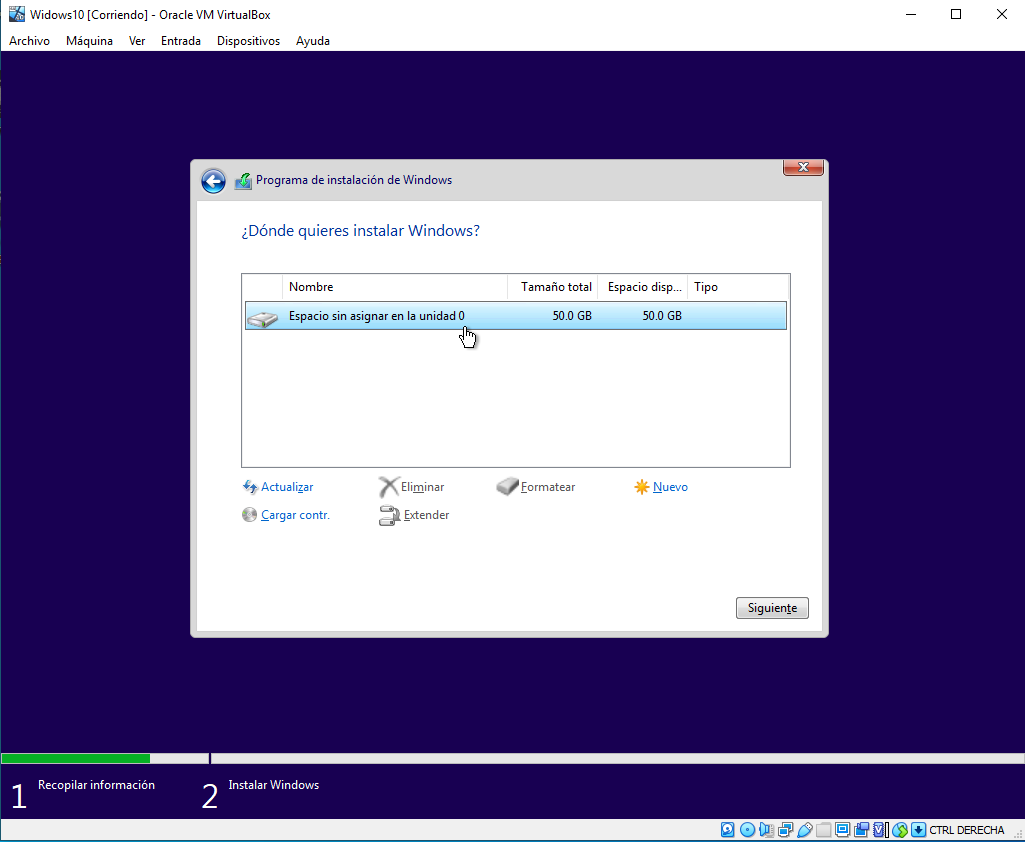 Widows10 [Corriendo] - Oracle VM VirtualBox
Archivo Máquina Ver Entrada Dispositivos Ayuda
Programa de instalación de Windows
¿Dónde quieres instalar Windows?
Nombre Tamaño total Espacio disp... Tipo
Espacio sin asignar en la unidad 0 50.0 GB 50.0 GB
Actualizar Eliminar Formatear Nuevo
Cargar contr. Extender
Siguiente
1 Recopilar información 2 Instalar Windows
CTRL DERECHA